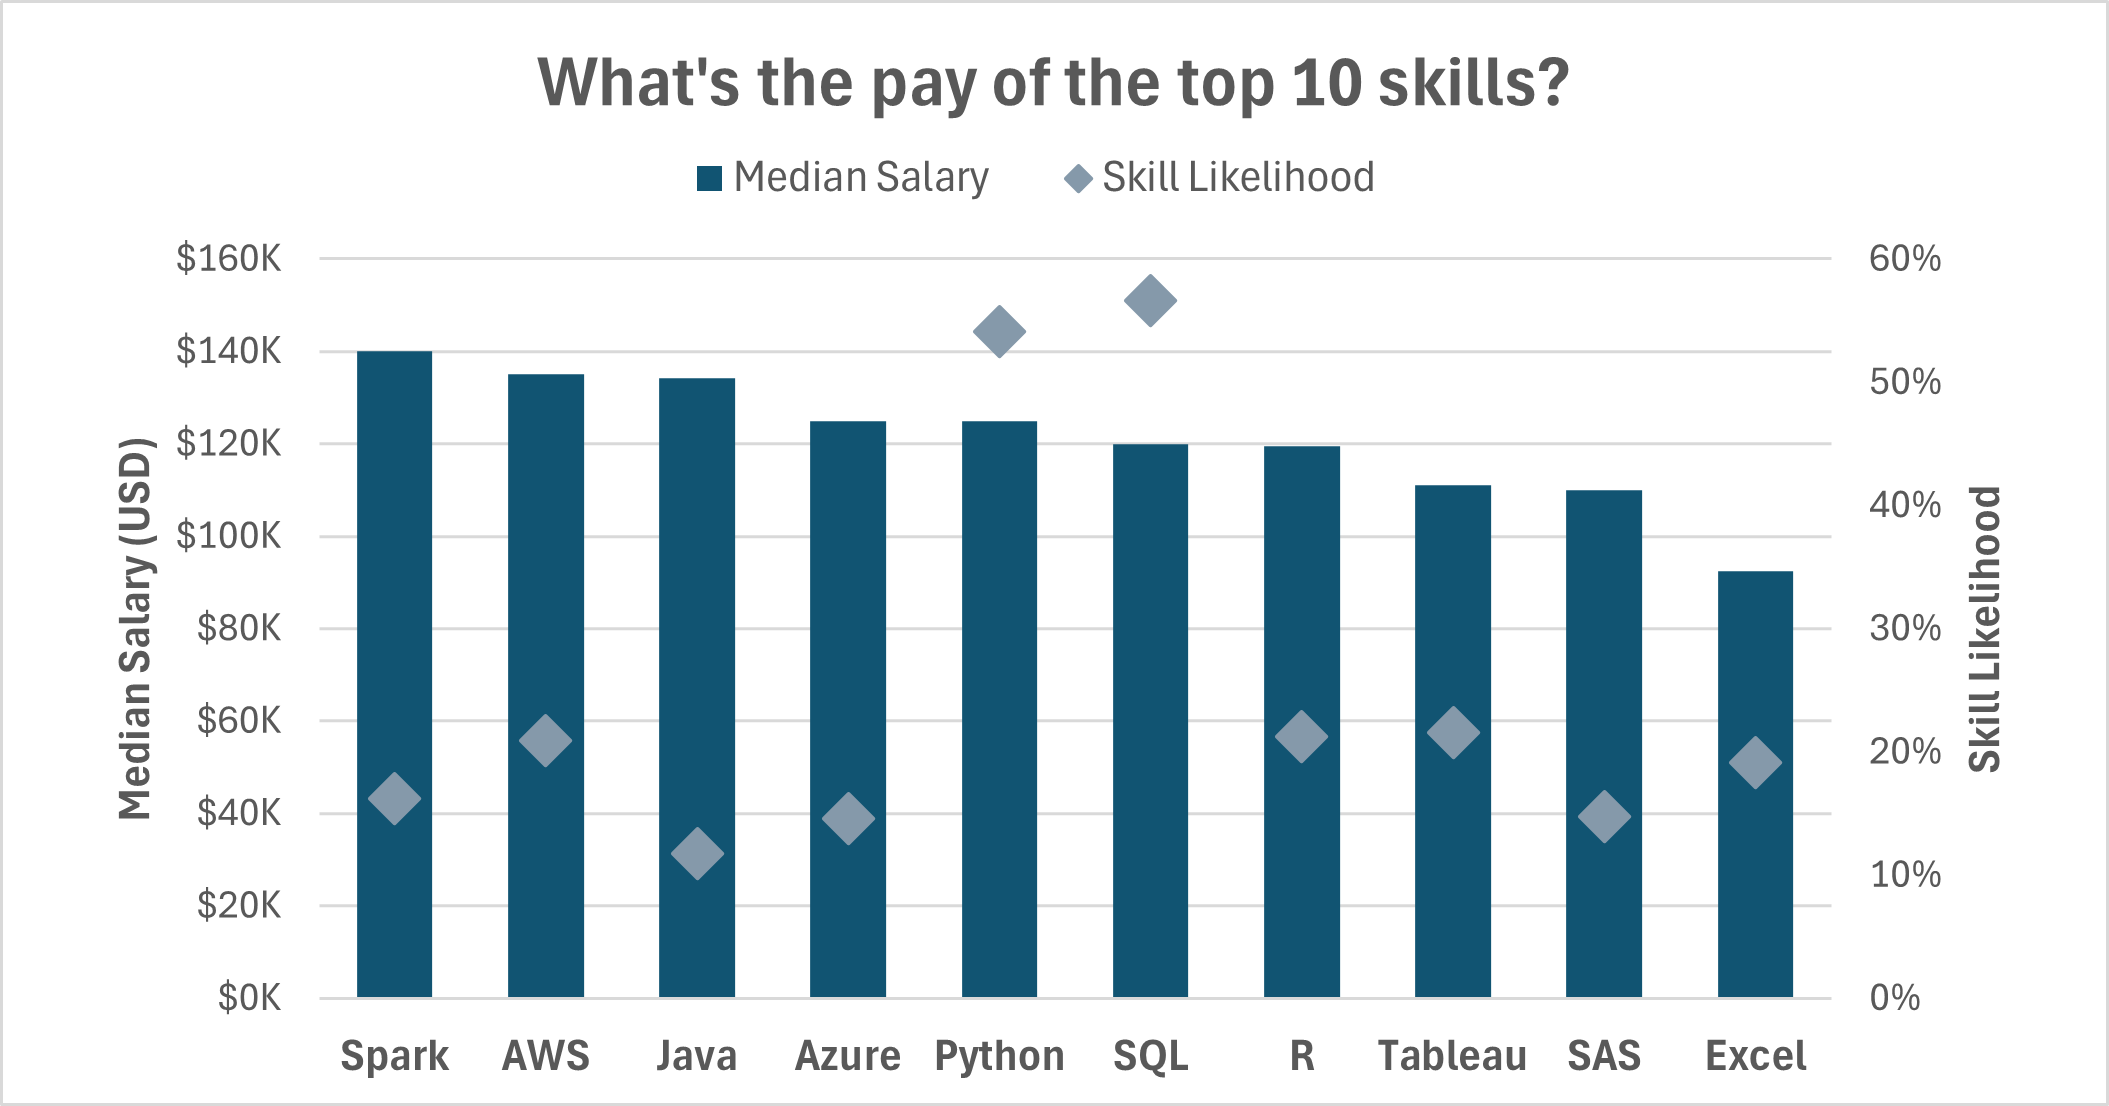 What's the pay of the top 10 skills?
Median Salary
Skill Likelihood
$160K
$140K
$120K
$100K
$80K
$60K
$40K
$20K
$0K
Median Salary (USD)
60%
50%
40%
30%
20%
10%
0%
Skill Likelihood
Spark AWS Java Azure Python SQL R Tableau SAS Excel